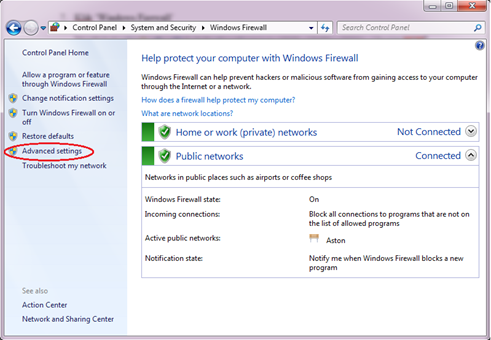 Control Panel ▸ System and Security ▸ Windows Firewall
Search Control Panel
Control Panel Home
Allow a program or feature
through Windows Firewall
Change notification settings
Turn Windows Firewall on or
off
Restore defaults
Advanced settings
Troubleshoot my network
See also
Action Center
Network and Sharing Center
Help protect your computer with Windows Firewall
Windows Firewall can help prevent hackers or malicious software from gaining access to your computer
through the Internet or a network.
How does a firewall help protect my computer?
What are network locations?
Home or work (private) networks Not Connected
Public networks Connected
Networks in public places such as airports or coffee shops
Windows Firewall state: On
Incoming connections: Block all connections to programs that are not on
the list of allowed programs
Active public networks: Aston
Notification state: Notify me when Windows Firewall blocks a new
program